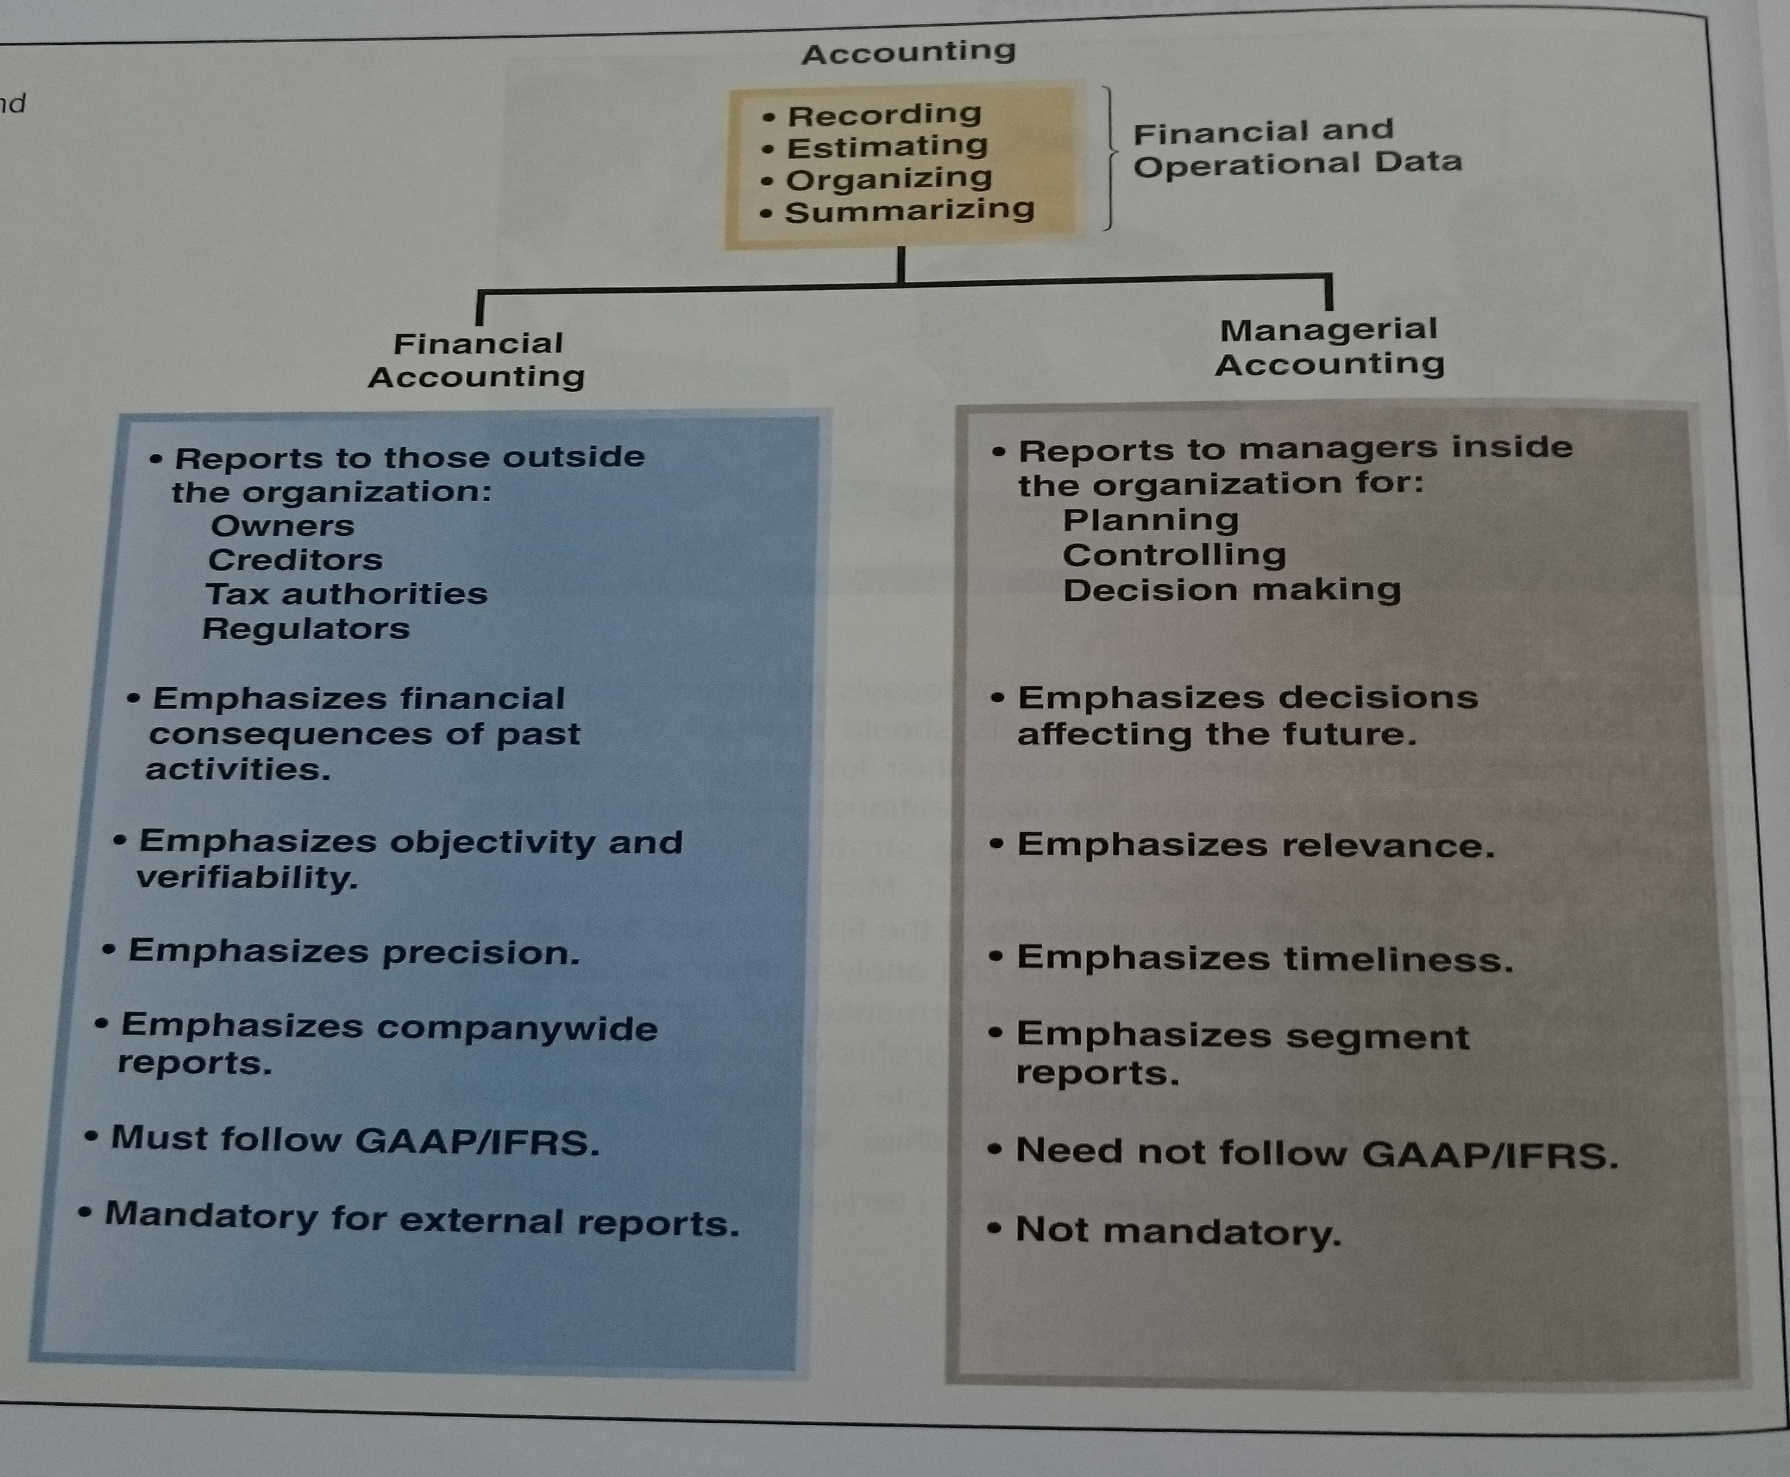 Accounting
• Recording
• Estimating
• Organizing
• Summarizing
Financial and
Operational Data
Financial
Accounting
• Reports to those outside
the organization:
Owners
Creditors
Tax authorities
Regulators
• Emphasizes financial
consequences of past
activities.
• Emphasizes objectivity and
verifiability.
• Emphasizes precision.
• Emphasizes companywide
reports.
• Must follow GAAP/IFRS.
• Mandatory for external reports.
Managerial
Accounting
• Reports to managers inside
the organization for:
Planning
Controlling
Decision making
• Emphasizes decisions
affecting the future.
• Emphasizes relevance.
• Emphasizes timeliness.
• Emphasizes segment
reports.
• Need not follow GAAP/IFRS.
• Not mandatory.